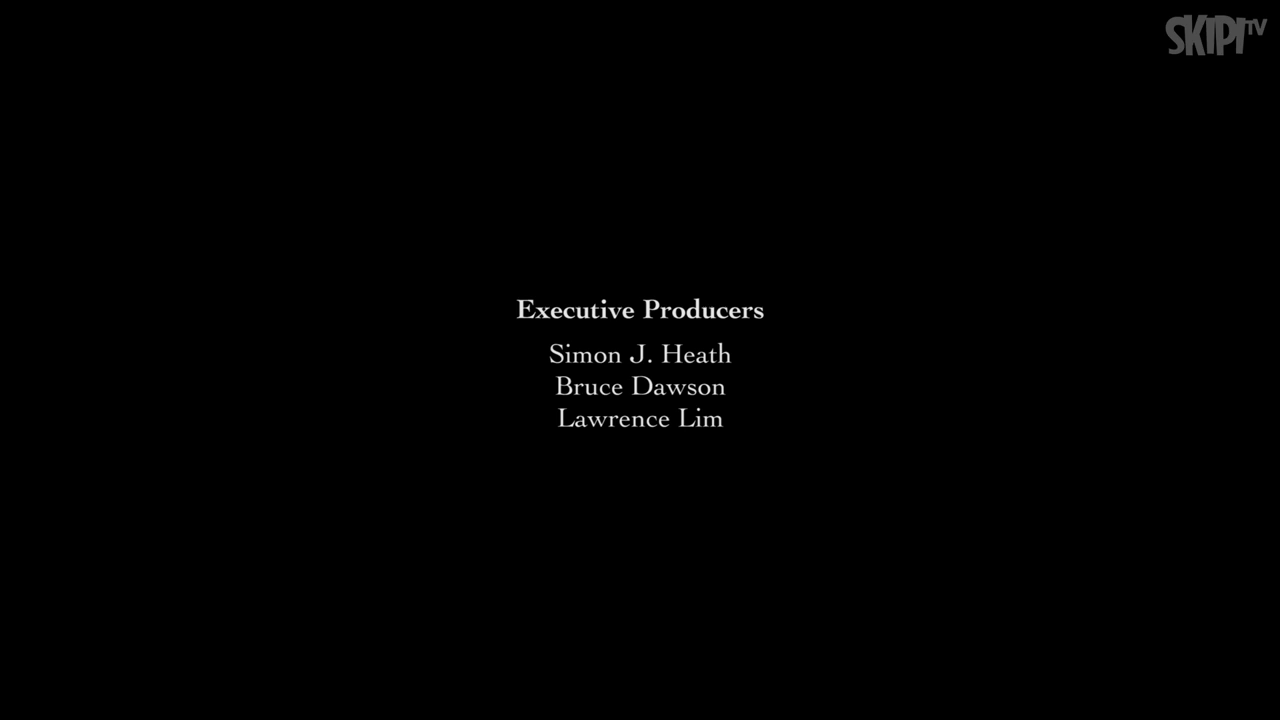 SKIPI TV
Executive Producers
Simon J. Heath
Bruce Dawson
Lawrence Lim